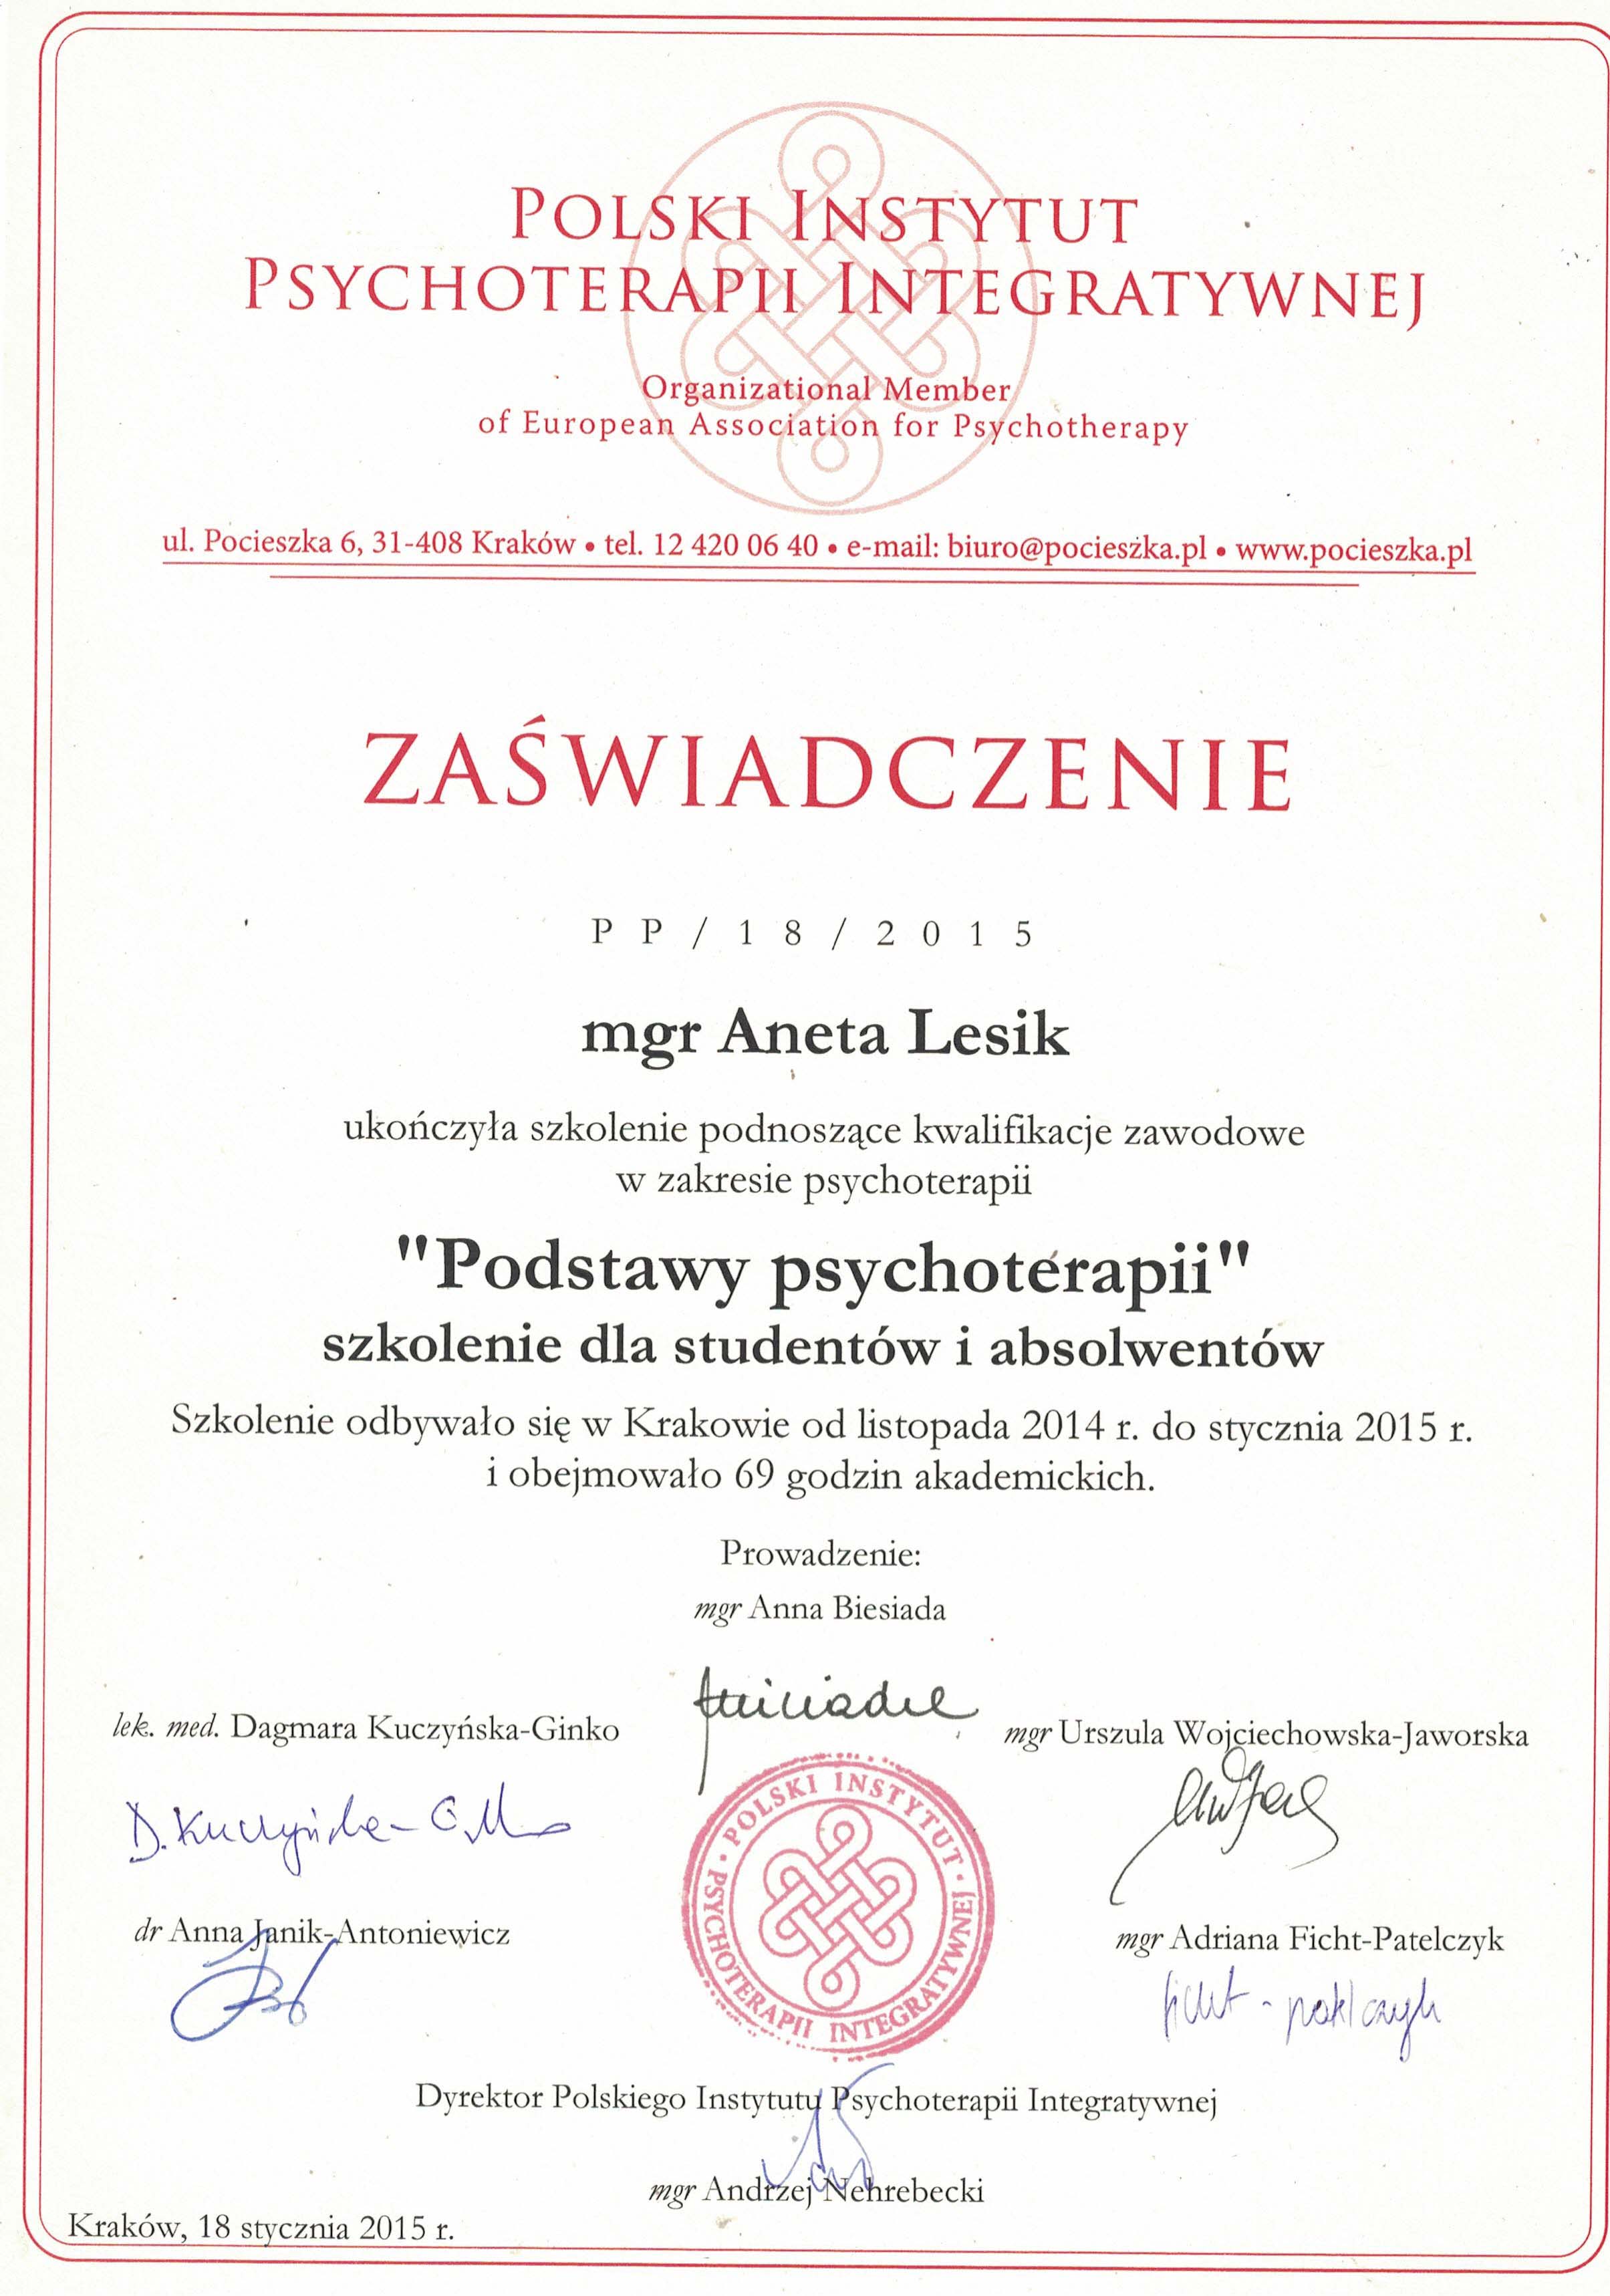 POLSKI INSTYTUT
PSYCHOTERAPII INTEGRATYWNEJ
Organizational Member
of European Association for Psychotherapy
ul. Pocieszka 6, 31-408 Kraków • tel. 12 420 06 40 • e-mail: biuro@pocieszka.pl • www.pocieszka.pl
ZAŚWIADCZENIE
PP/18/2015
mgr Aneta Lesik
ukończyła szkolenie podnoszące kwalifikacje zawodowe
w zakresie psychoterapii
"Podstawy psychoterapii"
szkolenie dla studentów i absolwentów
Szkolenie odbywało się w Krakowie od listopada 2014 r. do stycznia 2015 r.
i obejmowało 69 godzin akademickich.
Prowadzenie:
mgr Anna Biesiada
lek. med. Dagmara Kuczyńska-Ginko
mgr Urszula Wojciechowska-Jaworska
D. Kuczyńska-
POLSKI INSTYTUT • PSYCHOTERAPII INTEGRATYWNEJ •
dr Anna Janik-Antoniewicz
mgr Adriana Ficht-Patelczyk
Ficht-Patelczyk
Dyrektor Polskiego Instytutu Psychoterapii Integratywnej
mgr Andrzej Nehrebecki
Kraków, 18 stycznia 2015 r.